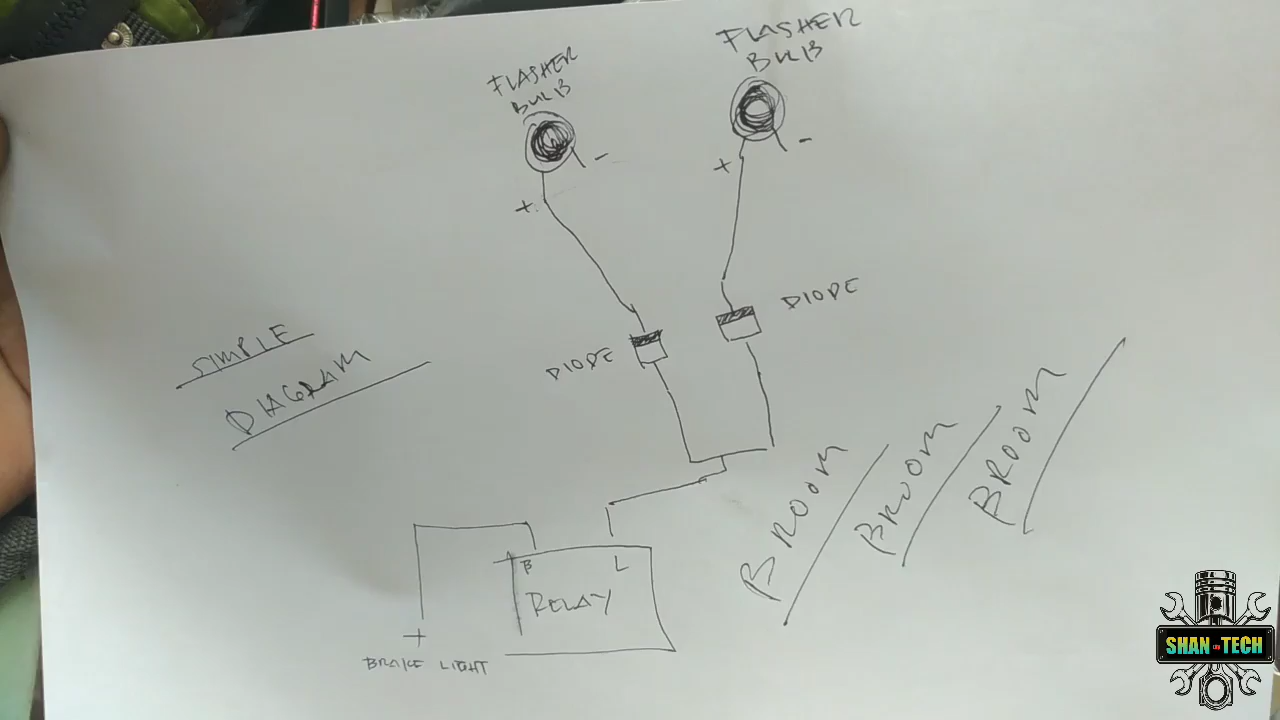 FLASHER
BULB
-
+
FLASHER
BULB
-
+
DIODE
DIODE
SIMPLE
DIAGRAM
BROOM
BROOM
BROOM
B
L
RELAY
+
BRAKE LIGHT
SHAN TECH